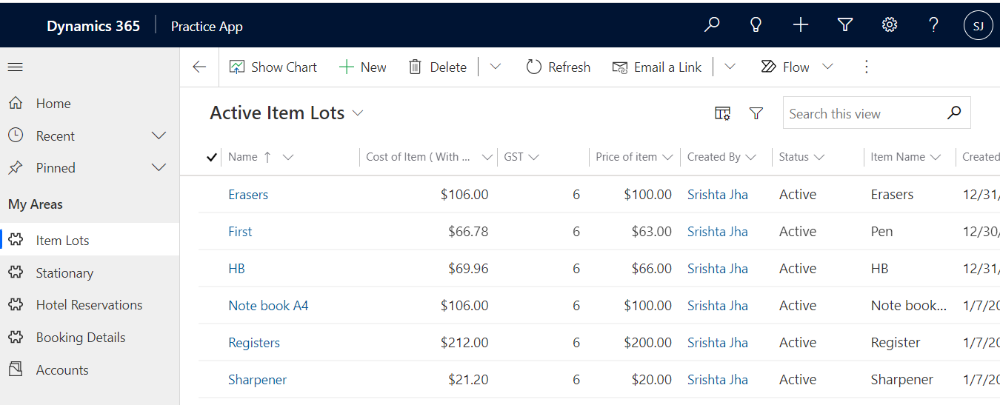 Dynamics 365 Practice App SJ
Show Chart New Delete Refresh Email a Link Flow
Home
Recent
Pinned
My Areas
Item Lots
Stationary
Hotel Reservations
Booking Details
Accounts
Active Item Lots Search this view
Name Cost of Item ( With ... GST Price of item Created By Status Item Name Created
Erasers $106.00 6 $100.00 Srishta Jha Active Erasers 12/31/
First $66.78 6 $63.00 Srishta Jha Active Pen 12/30/
HB $69.96 6 $66.00 Srishta Jha Active HB 12/31/
Note book A4 $106.00 6 $100.00 Srishta Jha Active Note book... 1/7/20
Registers $212.00 6 $200.00 Srishta Jha Active Register 1/7/20
Sharpener $21.20 6 $20.00 Srishta Jha Active Sharpener 1/7/20